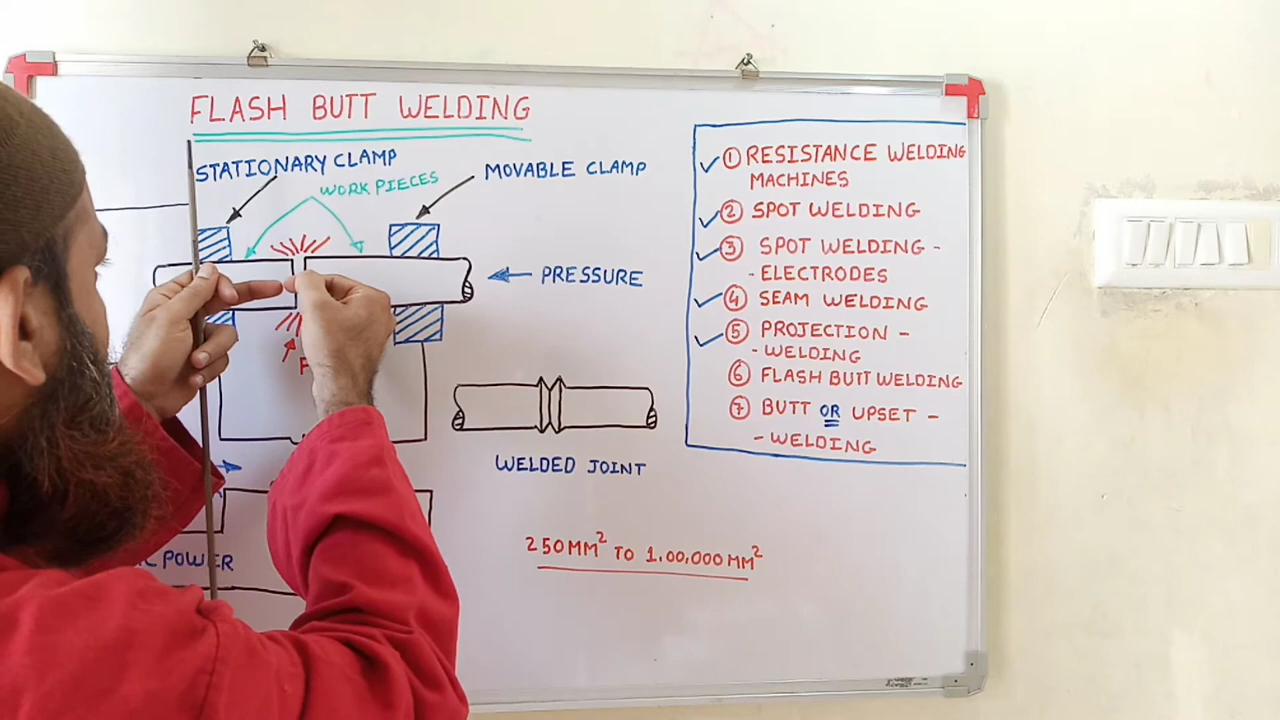 FLASH BUTT WELDING
STATIONARY CLAMP
WORK PIECES
MOVABLE CLAMP
PRESSURE
WELDED JOINT
POWER
250MM² TO 1,00,000MM²
① RESISTANCE WELDING
MACHINES
② SPOT WELDING
③ SPOT WELDING -
- ELECTRODES
④ SEAM WELDING
⑤ PROJECTION -
- WELDING
⑥ FLASH BUTT WELDING
⑦ BUTT OR UPSET -
- WELDING